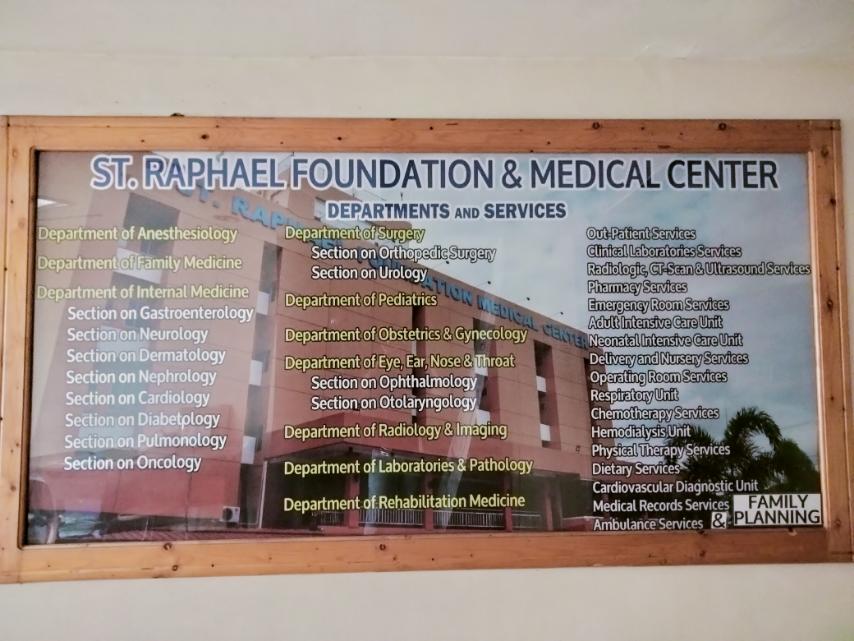 ST. RAPHAEL FOUNDATION & MEDICAL CENTER
DEPARTMENTS AND SERVICES
Department of Anesthesiology
Department of Family Medicine
Department of Internal Medicine
Section on Gastroenterology
Section on Neurology
Section on Dermatology
Section on Nephrology
Section on Cardiology
Section on Diabetology
Section on Pulmonology
Section on Oncology
Department of Surgery
Section on Orthopedic Surgery
Section on Urology
Department of Pediatrics
Department of Obstetrics & Gynecology
Department of Eye, Ear, Nose & Throat
Section on Ophthalmology
Section on Otolaryngology
Department of Radiology & Imaging
Department of Laboratories & Pathology
Department of Rehabilitation Medicine
Out-Patient Services
Clinical Laboratories Services
Radiologic, CT-Scan & Ultrasound Services
Pharmacy Services
Emergency Room Services
Adult Intensive Care Unit
Neonatal Intensive Care Unit
Delivery and Nursery Services
Operating Room Services
Respiratory Unit
Chemotherapy Services
Hemodialysis Unit
Physical Therapy Services
Dietary Services
Cardiovascular Diagnostic Unit
Medical Records Services
Ambulance Services &
FAMILY
PLANNING
ST. RAPHAEL FOUNDATION MEDICAL CENTER